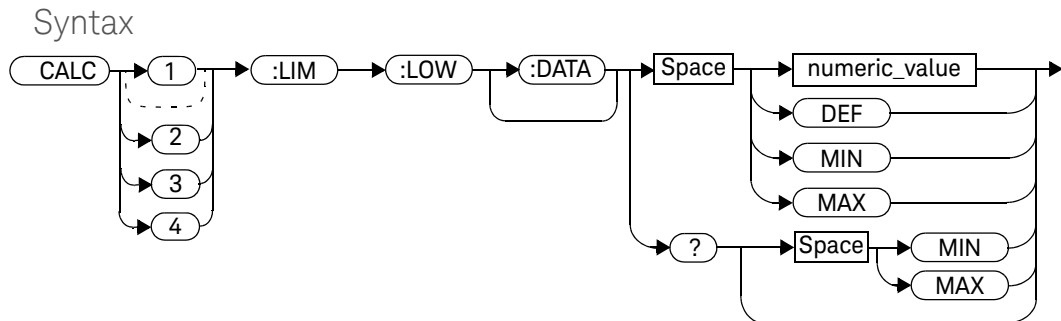 Syntax
CALC 1 :LIM :LOW :DATA Space numeric_value
DEF
2 MIN
3 MAX
4
? Space MIN
MAX